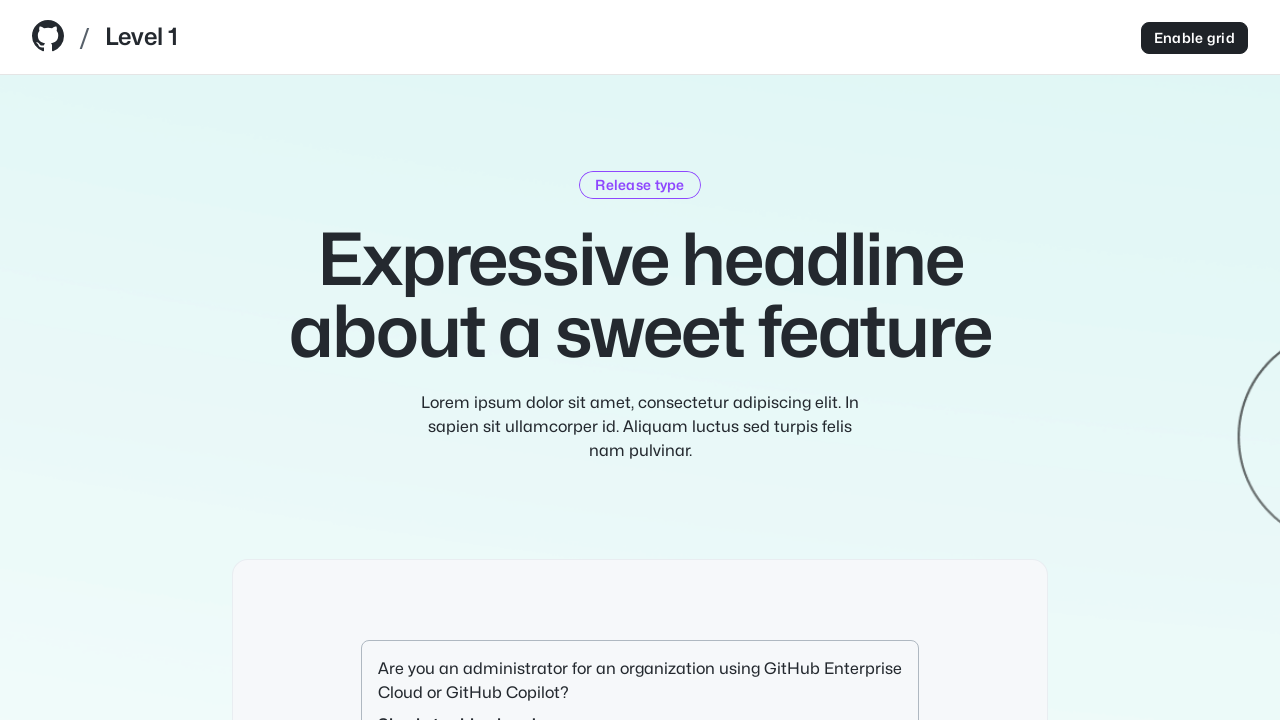 / Level 1
Enable grid
Release type
Expressive headline
about a sweet feature
Lorem ipsum dolor sit amet, consectetur adipiscing elit. In
sapien sit ullamcorper id. Aliquam luctus sed turpis felis
nam pulvinar.
Are you an administrator for an organization using GitHub Enterprise
Cloud or GitHub Copilot?